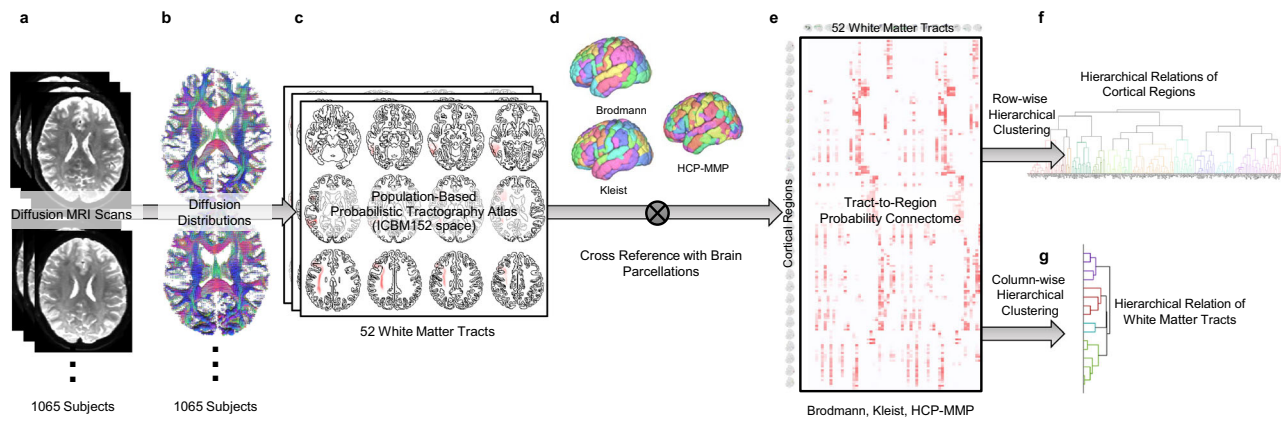 a
b
c
d
e
f
g
Diffusion MRI Scans
1065 Subjects
Diffusion
Distributions
1065 Subjects
Population-Based
Probabilistic Tractography Atlas
(ICBM152 space)
52 White Matter Tracts
Brodmann
HCP-MMP
Kleist
Cross Reference with Brain
Parcellations
52 White Matter Tracts
Cortical Regions
Tract-to-Region
Probability Connectome
Brodmann, Kleist, HCP-MMP
Row-wise
Hierarchical
Clustering
Hierarchical Relations of
Cortical Regions
Column-wise
Hierarchical
Clustering
Hierarchical Relation of
White Matter Tracts